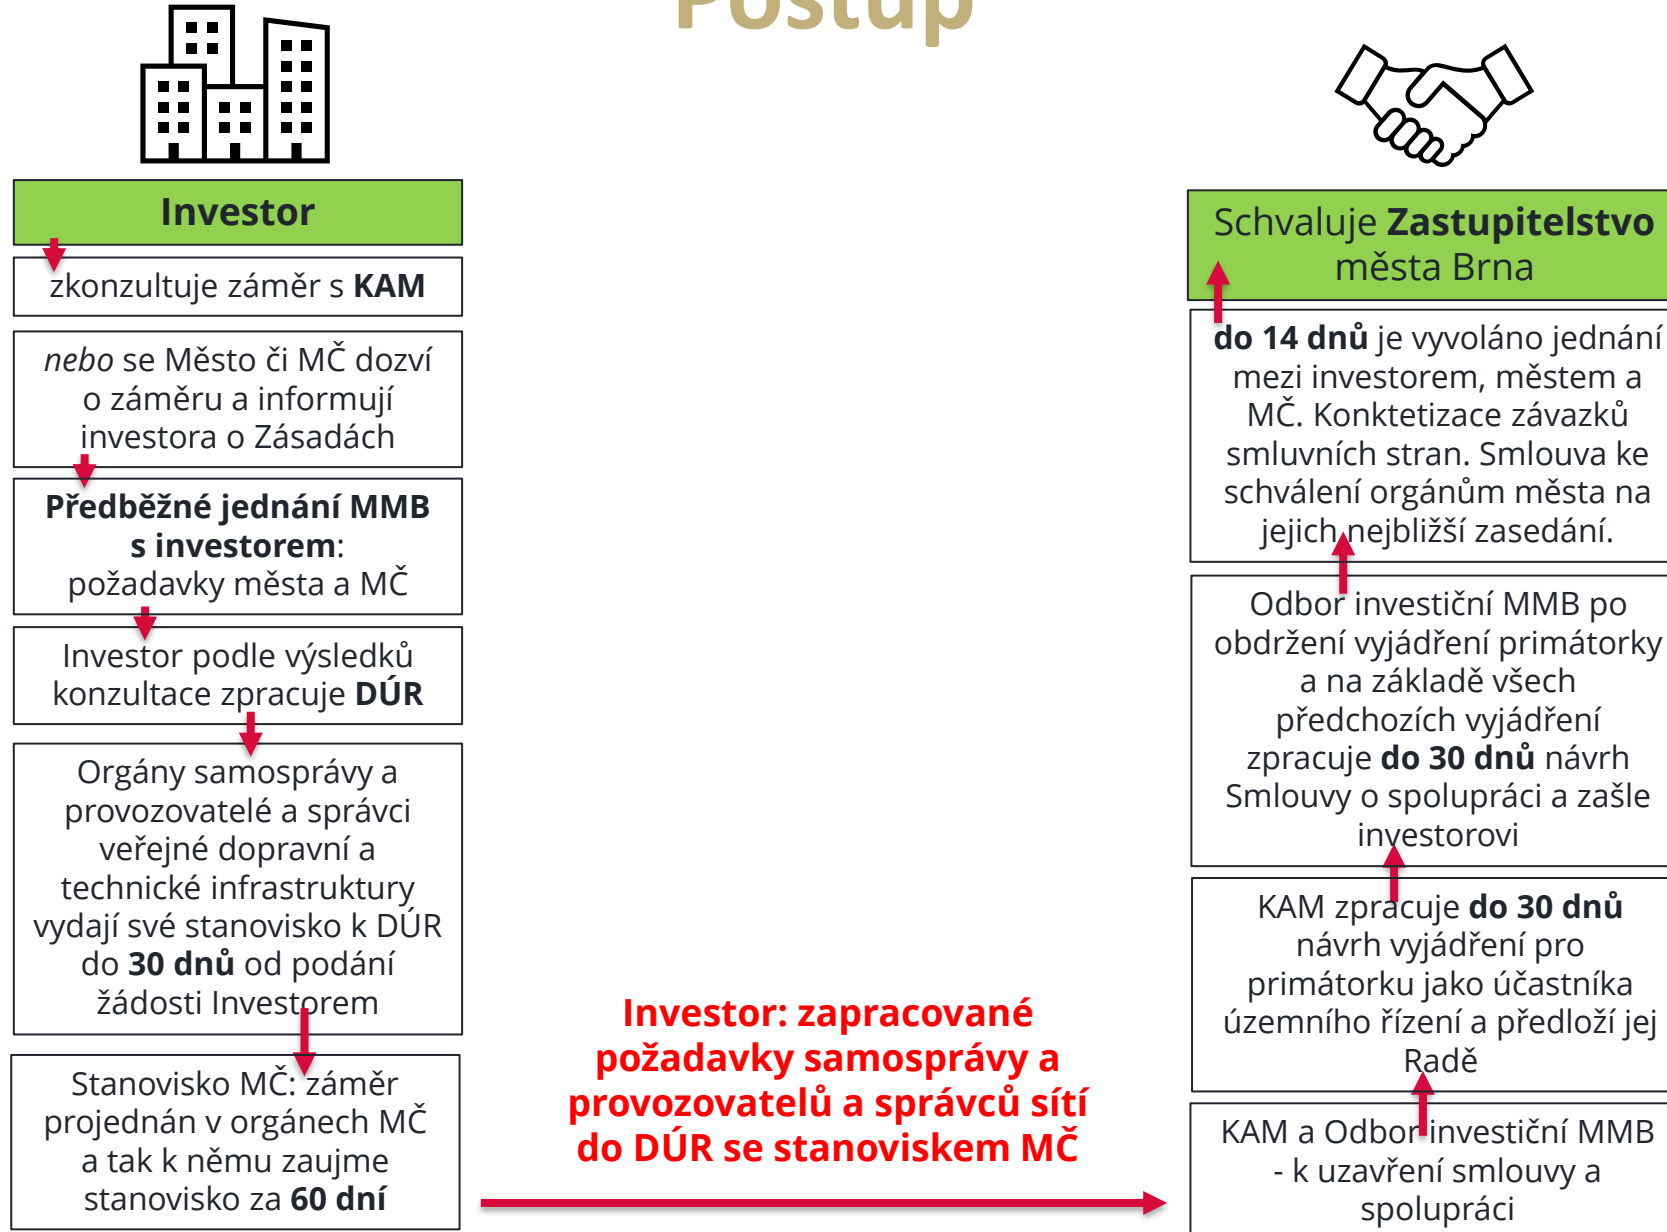 Postup
Investor
zkonzultuje záměr s KAM
nebo se Město či MČ dozví
o záměru a informují
investora o Zásadách
Předběžné jednání MMB
s investorem:
požadavky města a MČ
Investor podle výsledků
konzultace zpracuje DÚR
Orgány samosprávy a
provozovatelé a správci
veřejné dopravní a
technické infrastruktury
vydají své stanovisko k DÚR
do 30 dnů od podání
žádosti Investorem
Stanovisko MČ: záměr
projednán v orgánech MČ
a tak k němu zaujme
stanovisko za 60 dní
Investor: zapracované
požadavky samosprávy a
provozovatelů a správců sítí
do DÚR se stanoviskem MČ
Schvaluje Zastupitelstvo
města Brna
do 14 dnů je vyvoláno jednání
mezi investorem, městem a
MČ. Konktetizace závazků
smluvních stran. Smlouva ke
schválení orgánům města na
jejich nejbližší zasedání.
Odbor investiční MMB po
obdržení vyjádření primátorky
a na základě všech
předchozích vyjádření
zpracuje do 30 dnů návrh
Smlouvy o spolupráci a zašle
investorovi
KAM zpracuje do 30 dnů
návrh vyjádření pro
primátorku jako účastníka
územního řízení a předloží jej
Radě
KAM a Odbor investiční MMB
- k uzavření smlouvy a
spolupráci